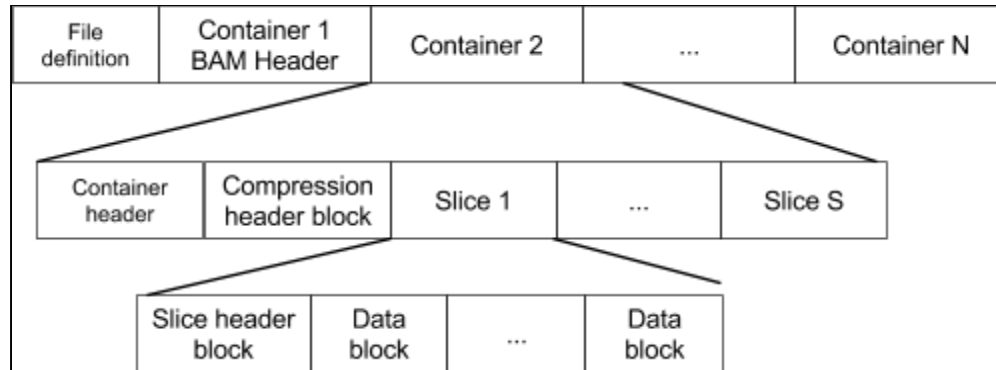 File
definition
Container 1
BAM Header
Container 2
...
Container N
Container
header
Compression
header block
Slice 1
...
Slice S
Slice header
block
Data
block
...
Data
block